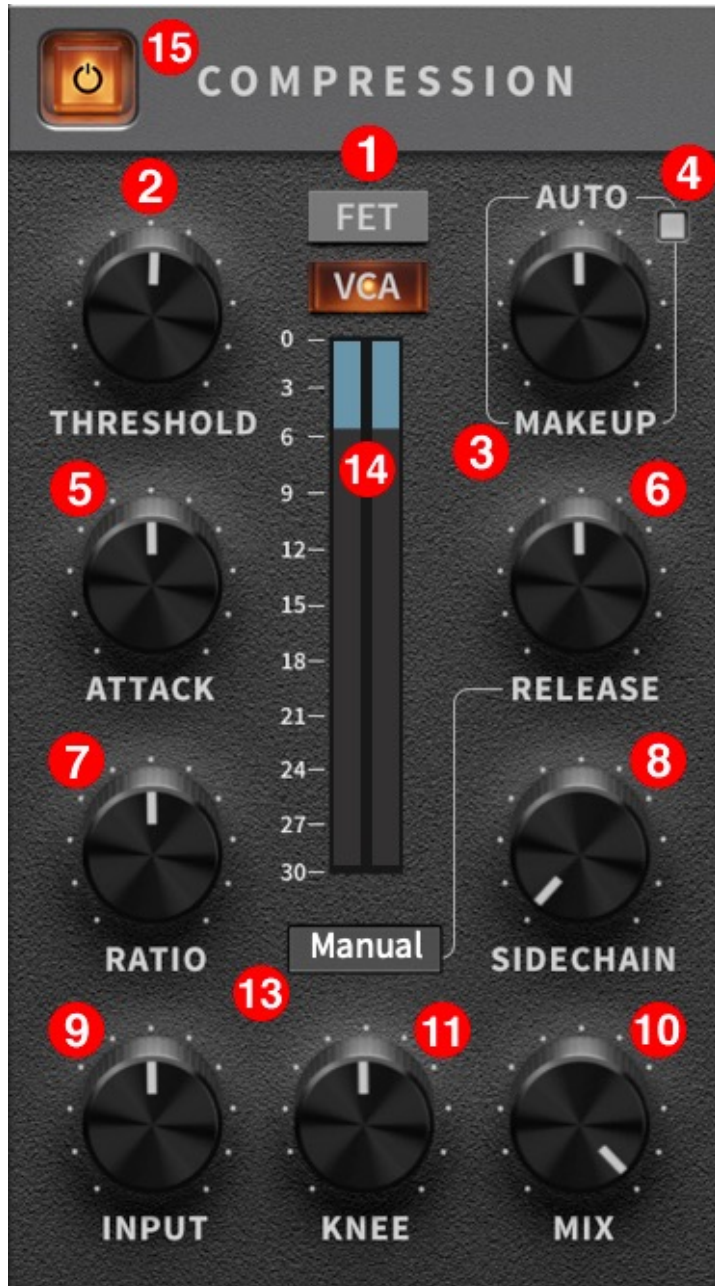 15
COMPRESSION
1
2
4
FET
AUTO
VCA
0
3
THRESHOLD
MAKEUP
6
3
14
5
6
9
12
15
18
ATTACK
RELEASE
21
7
8
24
27
30
Manual
RATIO
SIDECHAIN
13
9
11
10
INPUT
KNEE
MIX